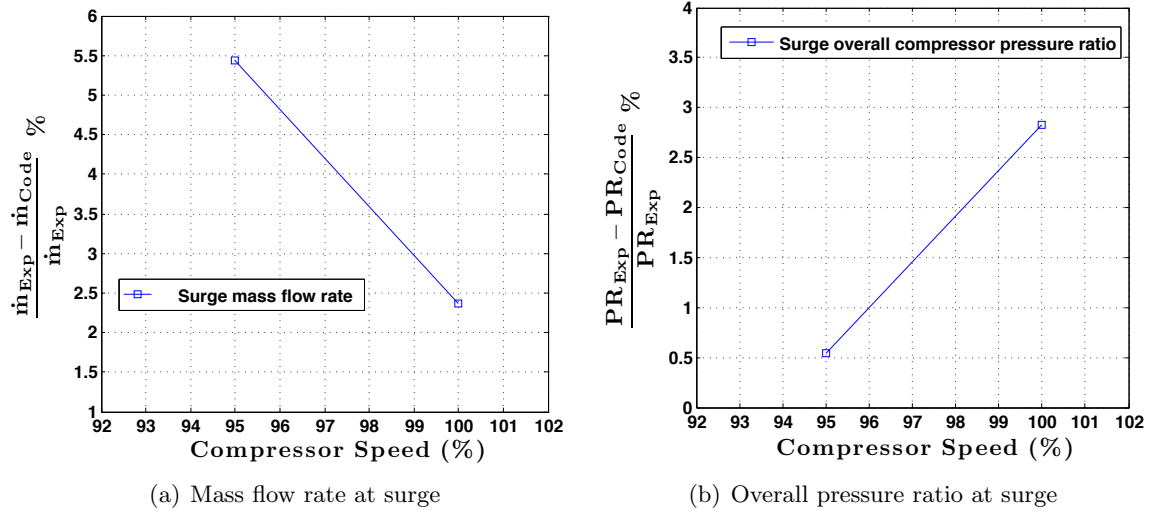 6
5.5
5
4.5
4
3.5
3
2.5
2
1.5
1
92 93 94 95 96 97 98 99 100 101 102
ṁExp − ṁCode %
ṁExp
Surge mass flow rate
Compressor Speed (%)
(a) Mass flow rate at surge
4
3.5
3
2.5
2
1.5
1
0.5
0
92 93 94 95 96 97 98 99 100 101 102
PRExp − PRCode %
PRExp
Surge overall compressor pressure ratio
Compressor Speed (%)
(b) Overall pressure ratio at surge